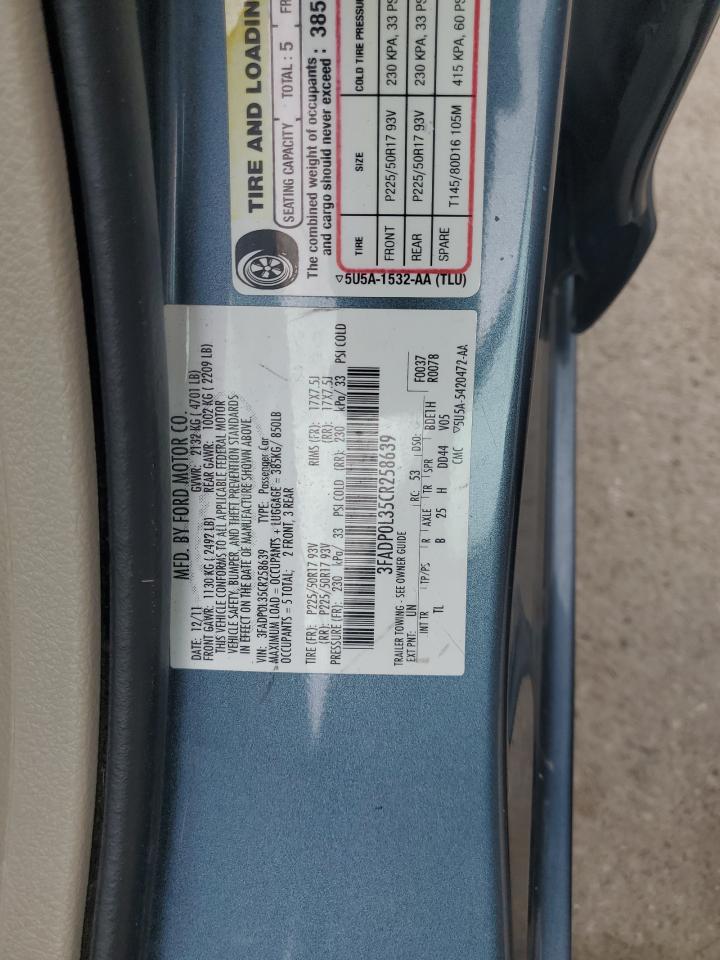 TIRE AND LOADIN
SEATING CAPACITY TOTAL : 5 FR
The combined weight of occupants
and cargo should never exceed : 385
TIRE SIZE COLD TIRE PRESSUR
FRONT P225/50R17 93V 230 KPA, 33 PS
REAR P225/50R17 93V 230 KPA, 33 PS
SPARE T145/80D16 105M 415 KPA, 60 PS
5U5A-1532-AA (TLU)
MFD. BY FORD MOTOR CO.
DATE: 12/11 GVWR: 2132 KG ( 4701 LB)
FRONT GAWR: 1130 KG ( 2492 LB) REAR GAWR: 1002 KG ( 2209 LB)
THIS VEHICLE CONFORMS TO ALL APPLICABLE FEDERAL MOTOR
VEHICLE SAFETY, BUMPER, AND THEFT PREVENTION STANDARDS
IN EFFECT ON THE DATE OF MANUFACTURE SHOWN ABOVE.
VIN: 3FADP0L35CR258639 TYPE: Passenger Car
MAXIMUM LOAD = OCCUPANTS + LUGGAGE = 385KG/ 850LB
OCCUPANTS = 5 TOTAL; 2 FRONT, 3 REAR
TIRE (FR): P225/50R17 93V RIMS (FR): 17X7.5J
(RR): P225/50R17 93V (RR): 17X7.5J
PRESSURE (FR): 230 kPa/ 33 PSI COLD (RR): 230 kPa/ 33 PSI COLD
3FADP0L35CR258639
TRAILER TOWING - SEE OWNER GUIDE F0037
EXT PNT: UN RC: 53 DSO: R0078
INT TR TP/PS R AXLE TR SPR BDE1H
TL B 25 H DD44 V05
CMC 5U5A-5420472-AA